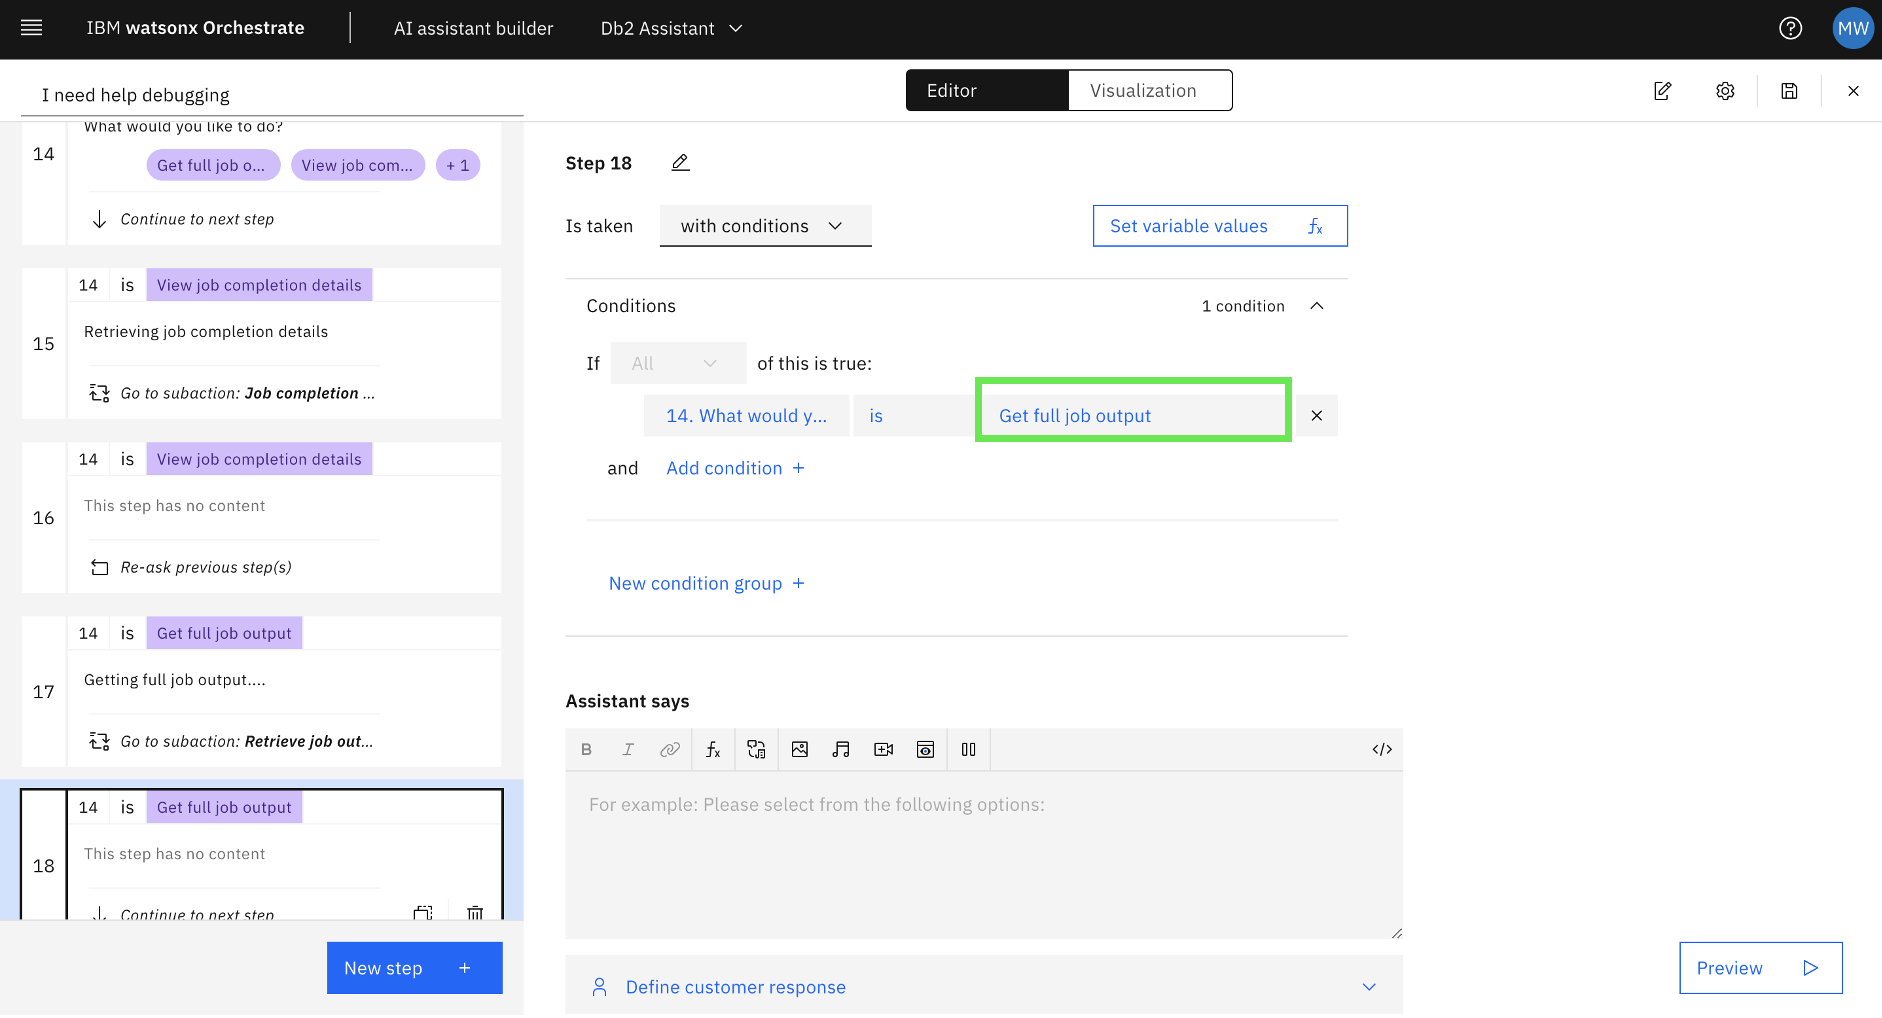 IBM watsonx Orchestrate
AI assistant builder
Db2 Assistant
MW
I need help debugging
Editor
Visualization
14
What would you like to do?
Get full job o...
View job com...
+ 1
Continue to next step
15
14 is View job completion details
Retrieving job completion details
Go to subaction: Job completion ...
16
14 is View job completion details
This step has no content
Re-ask previous step(s)
17
14 is Get full job output
Getting full job output....
Go to subaction: Retrieve job out...
18
14 is Get full job output
This step has no content
Continue to next step
New step +
Step 18
Is taken with conditions
Set variable values fx
Conditions
1 condition
If All of this is true:
14. What would y... is Get full job output
and Add condition +
New condition group +
Assistant says
B I fx </>
For example: Please select from the following options:
Define customer response
Preview